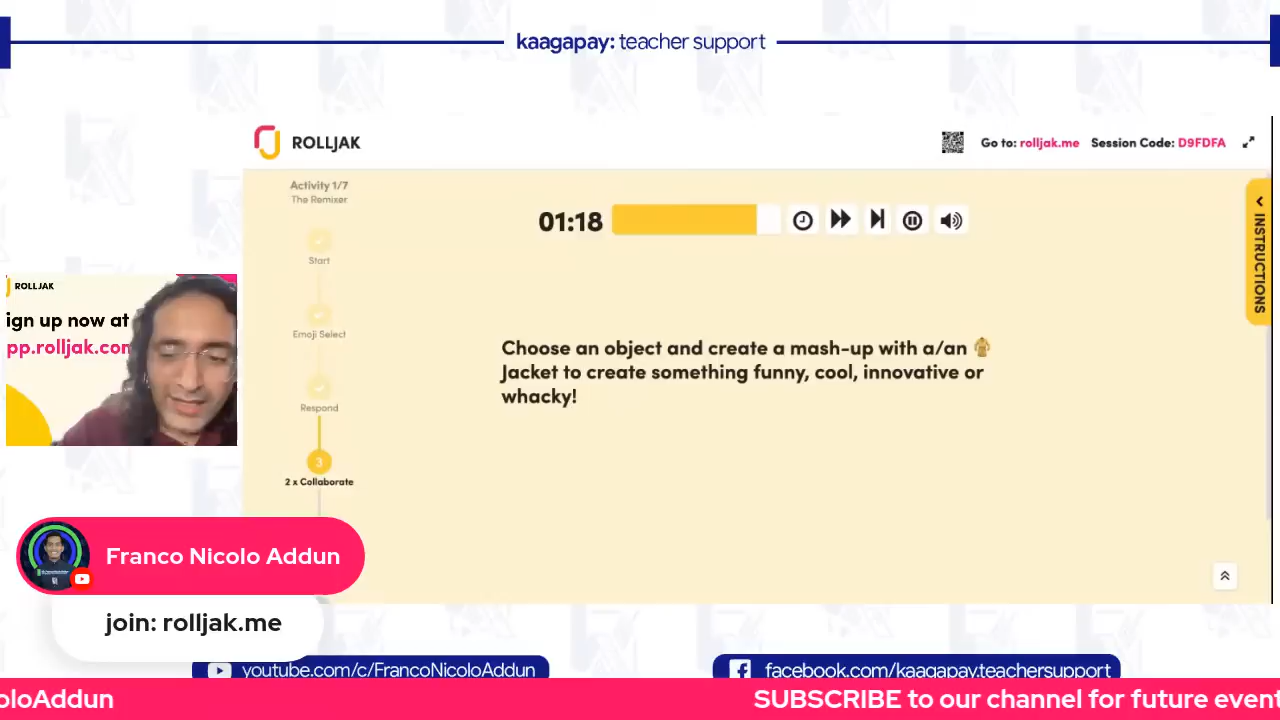 kaagapay: teacher support
ROLLJAK
Go to: rolljak.me Session Code: D9FDFA
Activity 1/7
The Remixer
01:18
Start
Emoji Select
Respond
3
2 x Collaborate
Choose an object and create a mash-up with a/an
Jacket to create something funny, cool, innovative or
whacky!
INSTRUCTIONS
ROLLJAK
ign up now at
pp.rolljak.com
Franco Nicolo Addun
join: rolljak.me
youtube.com/c/FrancoNicoloAddun
facebook.com/kaagapay.teachersupport
oloAddun
SUBSCRIBE to our channel for future event